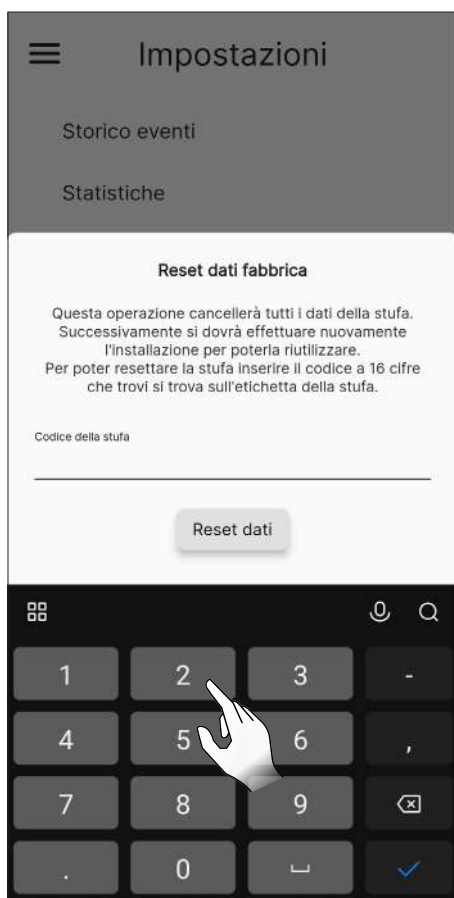 Impostazioni
Storico eventi
Statistiche
Reset dati fabbrica
Questa operazione cancellerà tutti i dati della stufa.
Successivamente si dovrà effettuare nuovamente
l'installazione per poterla riutilizzare.
Per poter resettare la stufa inserire il codice a 16 cifre
che trovi si trova sull'etichetta della stufa.
Codice della stufa
Reset dati
1 2 3 -
4 5 6 ,
7 8 9
. 0